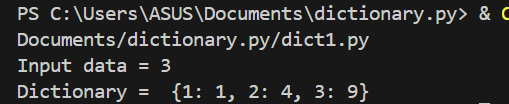 PS C:\Users\ASUS\Documents\dictionary.py> & C
Documents/dictionary.py/dict1.py
Input data = 3
Dictionary =  {1: 1, 2: 4, 3: 9}